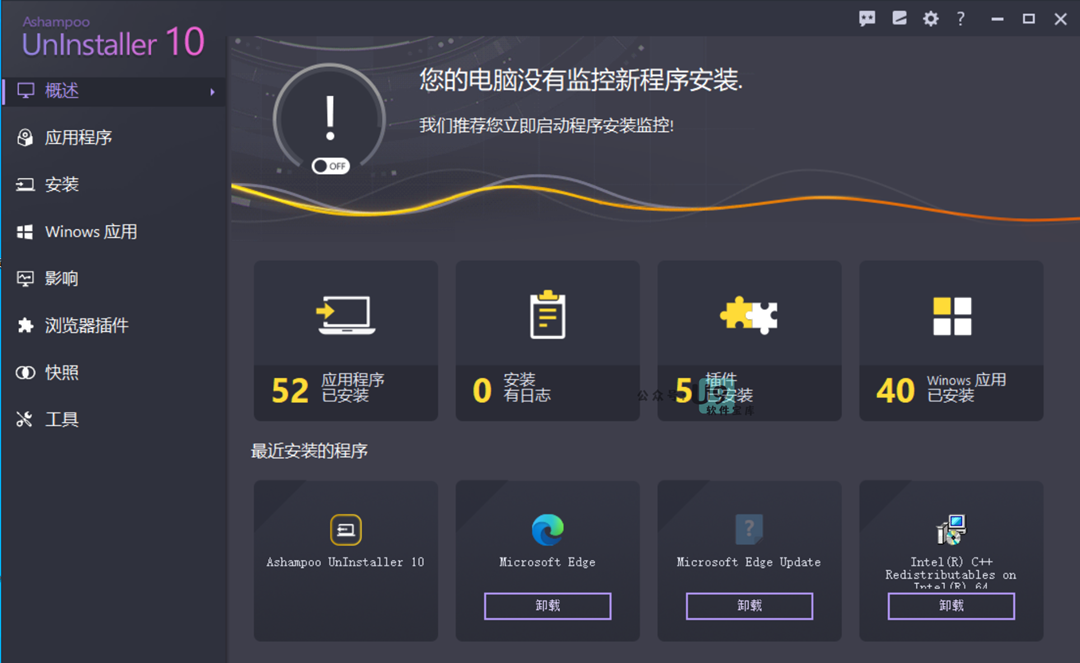 Ashampoo
UnInstaller 10
?
概述
应用程序
安装
Winows 应用
影响
浏览器插件
快照
工具
您的电脑没有监控新程序安装.
我们推荐您立即启动程序安装监控!
!
OFF
52 应用程序
已安装
0 安装
有日志
5 插件
已安装
40 Winows 应用
已安装
公众号
软件宝库
最近安装的程序
Ashampoo UnInstaller 10
Microsoft Edge
卸载
?
Microsoft Edge Update
卸载
Intel(R) C++
Redistributables on
Intel(R) 64
卸载